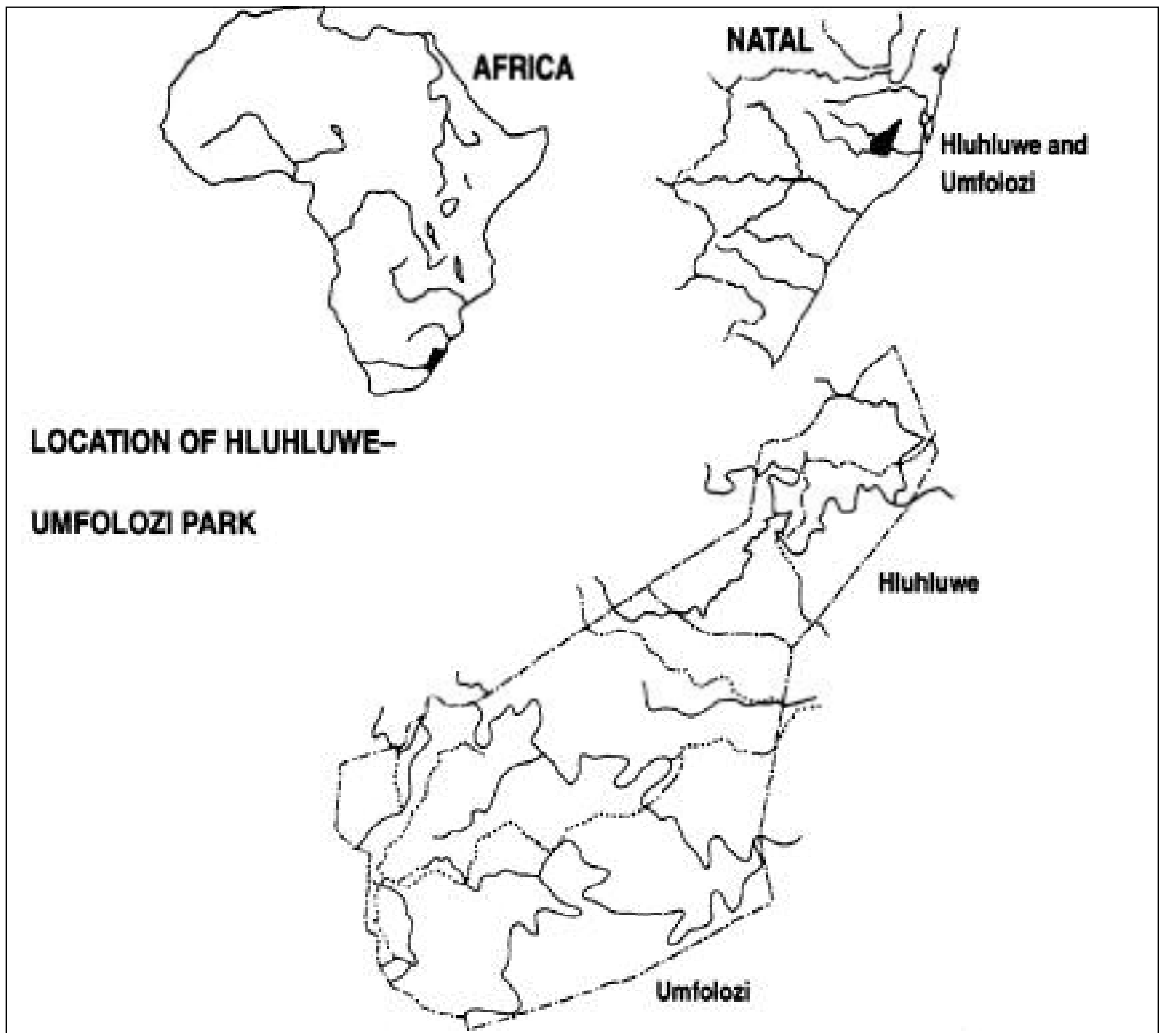 AFRICA
NATAL
Hluhluwe and
Umfolozi
LOCATION OF HLUHLUWE–
UMFOLOZI PARK
Hluhluwe
Umfolozi